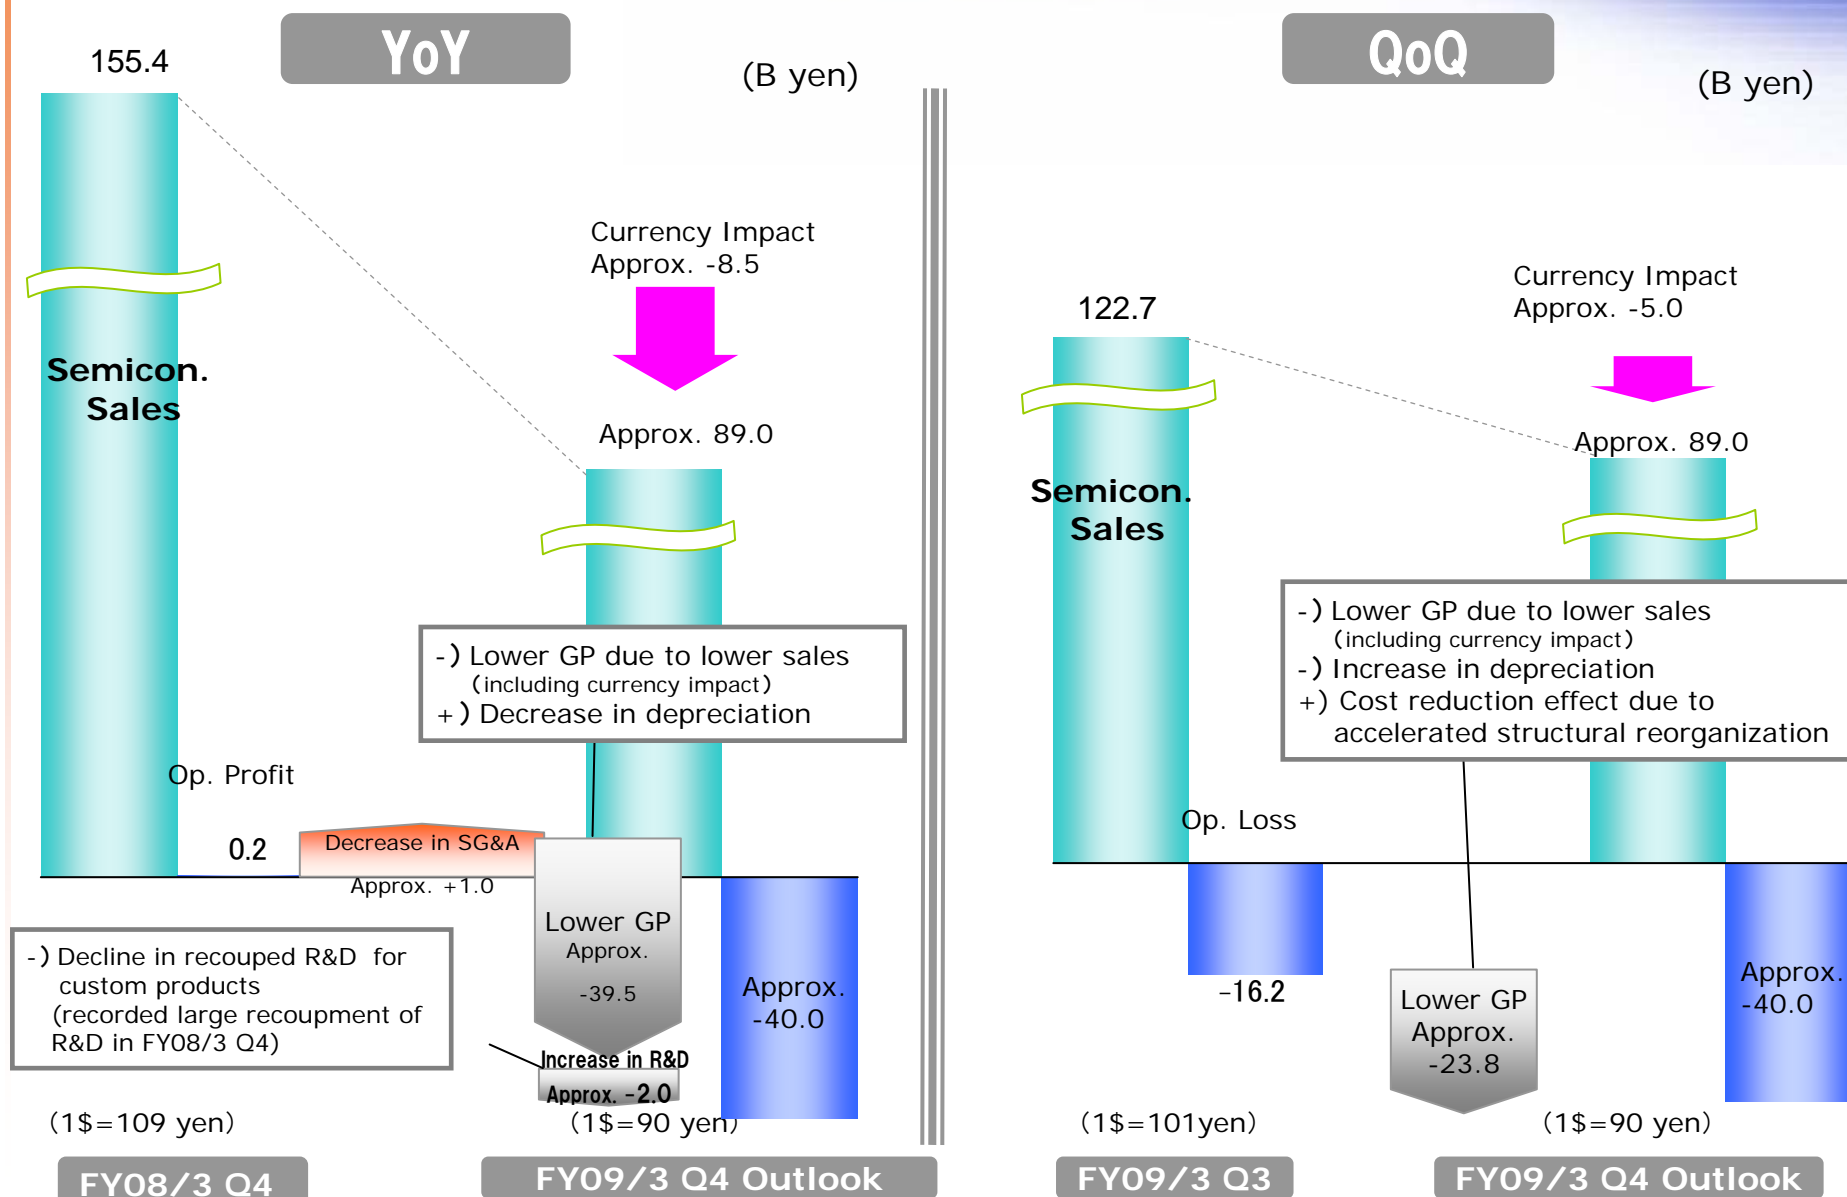 YoY
155.4
(B yen)
Currency Impact
Approx. -8.5
Semicon.
Sales
Approx. 89.0
-) Lower GP due to lower sales
(including currency impact)
+) Decrease in depreciation
Op. Profit
0.2
Decrease in SG&A
Approx. +1.0
Lower GP
Approx.
-39.5
-) Decline in recouped R&D for
custom products
(recorded large recoupment of
R&D in FY08/3 Q4)
Approx.
-40.0
Increase in R&D
Approx. -2.0
(1$=109 yen)
(1$=90 yen)
FY08/3 Q4
FY09/3 Q4 Outlook
QoQ
(B yen)
Currency Impact
Approx. -5.0
122.7
Approx. 89.0
Semicon.
Sales
-) Lower GP due to lower sales
(including currency impact)
-) Increase in depreciation
+) Cost reduction effect due to
accelerated structural reorganization
Op. Loss
-16.2
Lower GP
Approx.
-23.8
Approx.
-40.0
(1$=101yen)
(1$=90 yen)
FY09/3 Q3
FY09/3 Q4 Outlook